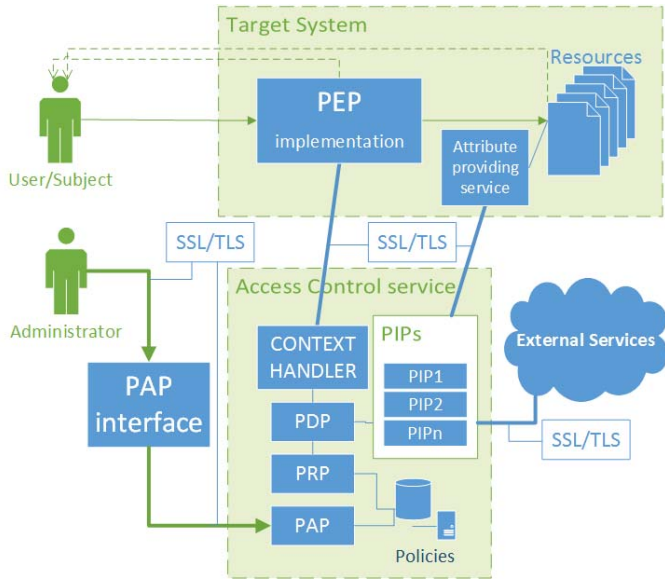 Target System
Resources
PEP
implementation
Attribute
providing
service
User/Subject
SSL/TLS
SSL/TLS
Administrator
Access Control service
PAP
interface
CONTEXT
HANDLER
PIPs
PIP1
PIP2
PIPn
External Services
SSL/TLS
PDP
PRP
PAP
Policies